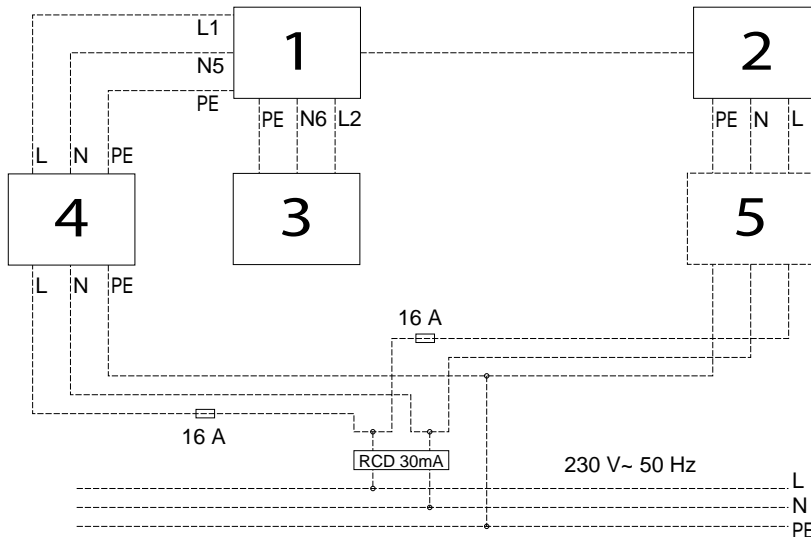 L1
1
2
N5
PE
PE N6 L2
PE N L
L N PE
4
3
5
L N PE
16 A
16 A
RCD 30mA
230 V~ 50 Hz
L
N
PE